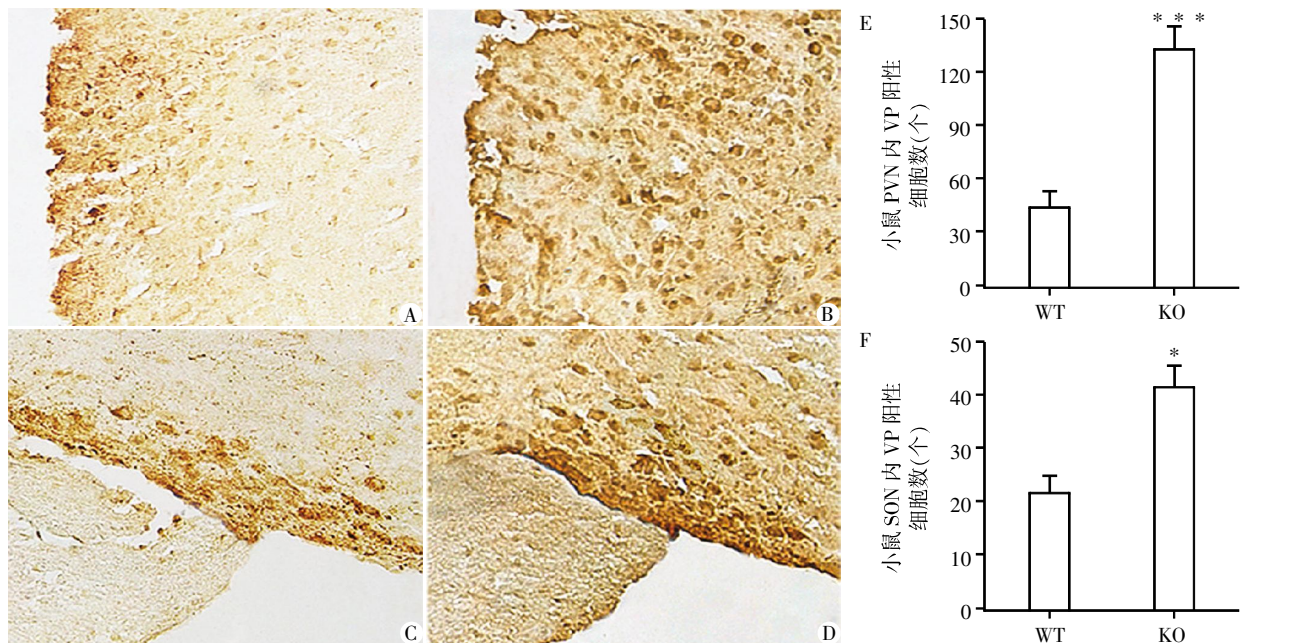 A
B
C
D
E
150
120
90
60
30
0
小鼠 PVN 内 VP 阳性
细胞数(个)
* * *
WT
KO
F
50
40
30
20
10
0
小鼠 SON 内 VP 阳性
细胞数(个)
*
WT
KO